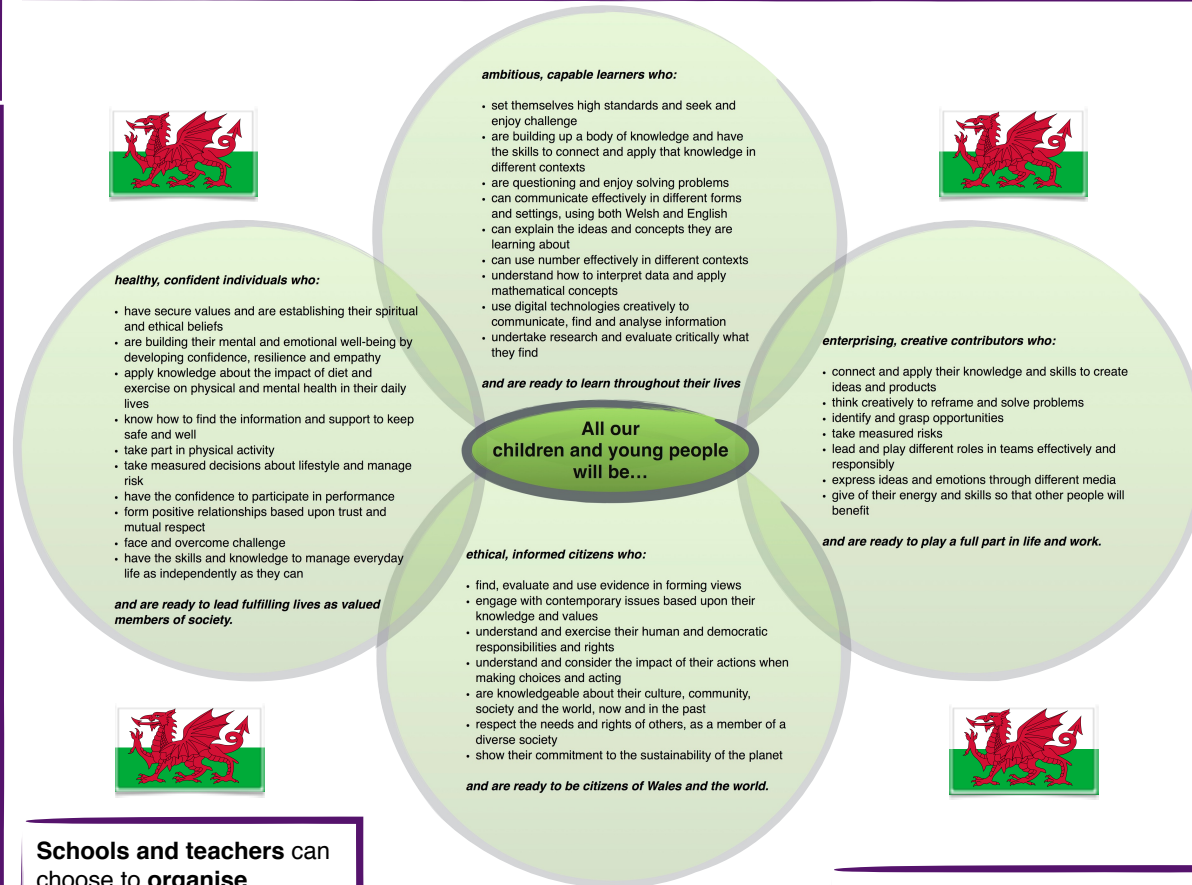 ambitious, capable learners who:
• set themselves high standards and seek and
enjoy challenge
• are building up a body of knowledge and have
the skills to connect and apply that knowledge in
different contexts
• are questioning and enjoy solving problems
• can communicate effectively in different forms
and settings, using both Welsh and English
• can explain the ideas and concepts they are
learning about
• can use number effectively in different contexts
• understand how to interpret data and apply
mathematical concepts
• use digital technologies creatively to
communicate, find and analyse information
• undertake research and evaluate critically what
they find
and are ready to learn throughout their lives
healthy, confident individuals who:
• have secure values and are establishing their spiritual
and ethical beliefs
• are building their mental and emotional well-being by
developing confidence, resilience and empathy
• apply knowledge about the impact of diet and
exercise on physical and mental health in their daily
lives
• know how to find the information and support to keep
safe and well
• take part in physical activity
• take measured decisions about lifestyle and manage
risk
• have the confidence to participate in performance
• form positive relationships based upon trust and
mutual respect
• face and overcome challenge
• have the skills and knowledge to manage everyday
life as independently as they can
and are ready to lead fulfilling lives as valued
members of society.
All our
children and young people
will be…
enterprising, creative contributors who:
• connect and apply their knowledge and skills to create
ideas and products
• think creatively to reframe and solve problems
• identify and grasp opportunities
• take measured risks
• lead and play different roles in teams effectively and
responsibly
• express ideas and emotions through different media
• give of their energy and skills so that other people will
benefit
and are ready to play a full part in life and work.
ethical, informed citizens who:
• find, evaluate and use evidence in forming views
• engage with contemporary issues based upon their
knowledge and values
• understand and exercise their human and democratic
responsibilities and rights
• understand and consider the impact of their actions when
making choices and acting
• are knowledgeable about their culture, community,
society and the world, now and in the past
• respect the needs and rights of others, as a member of a
diverse society
• show their commitment to the sustainability of the planet
and are ready to be citizens of Wales and the world.
Schools and teachers can
choose to organise